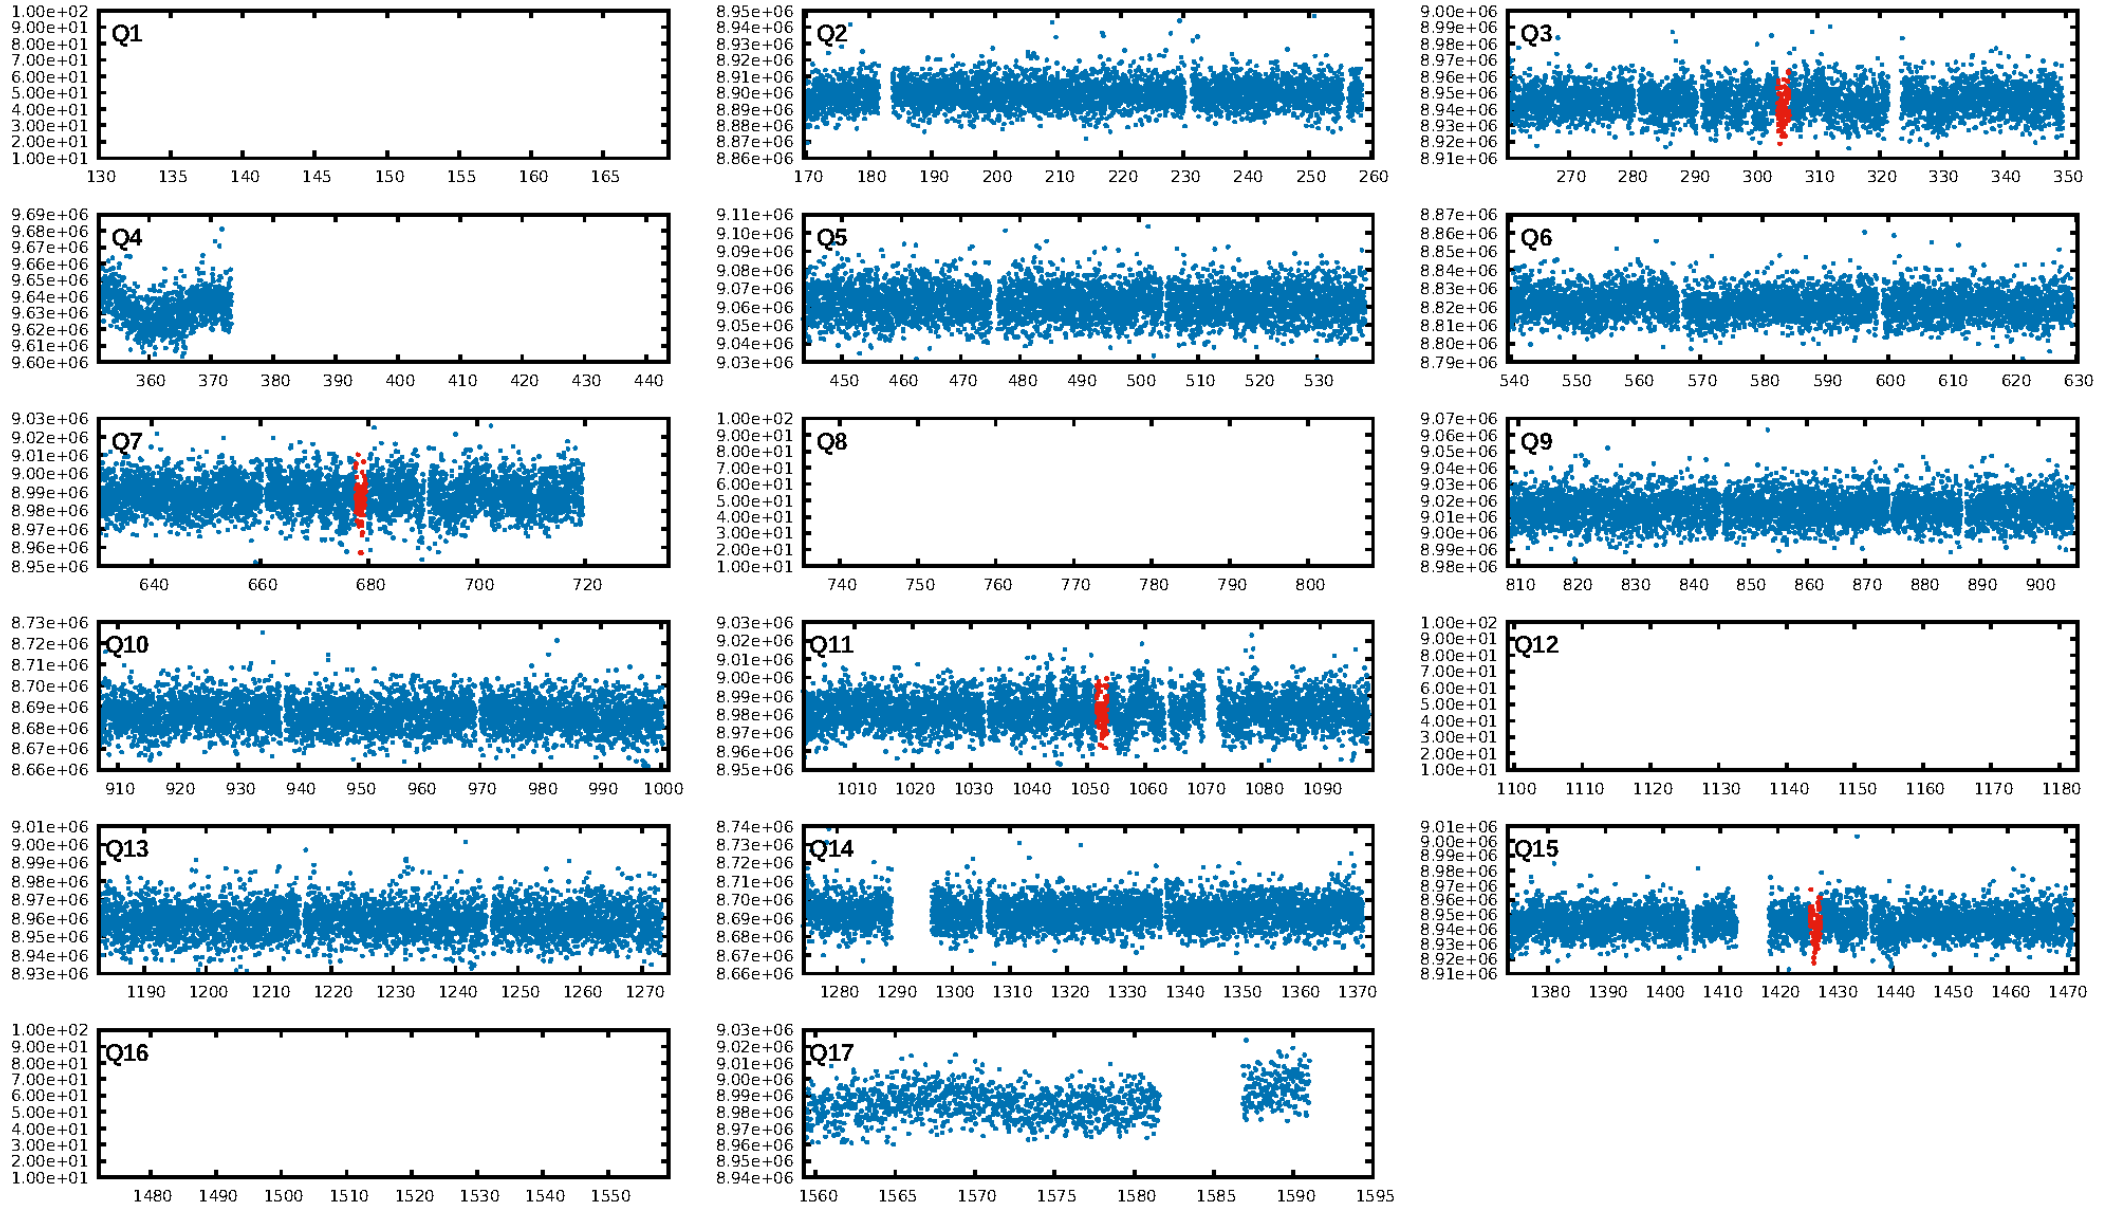 Q1
1.00e+02
9.00e+01
8.00e+01
7.00e+01
6.00e+01
5.00e+01
4.00e+01
3.00e+01
2.00e+01
1.00e+01
130 135 140 145 150 155 160 165
Q2
8.95e+06
8.94e+06
8.93e+06
8.92e+06
8.91e+06
8.90e+06
8.89e+06
8.88e+06
8.87e+06
8.86e+06
170 180 190 200 210 220 230 240 250 260
Q3
9.00e+06
8.99e+06
8.98e+06
8.97e+06
8.96e+06
8.95e+06
8.94e+06
8.93e+06
8.92e+06
8.91e+06
270 280 290 300 310 320 330 340 350
Q4
9.69e+06
9.68e+06
9.67e+06
9.66e+06
9.65e+06
9.64e+06
9.63e+06
9.62e+06
9.61e+06
9.60e+06
360 370 380 390 400 410 420 430 440
Q5
9.11e+06
9.10e+06
9.09e+06
9.08e+06
9.07e+06
9.06e+06
9.05e+06
9.04e+06
9.03e+06
450 460 470 480 490 500 510 520 530
Q6
8.87e+06
8.86e+06
8.85e+06
8.84e+06
8.83e+06
8.82e+06
8.81e+06
8.80e+06
8.79e+06
540 550 560 570 580 590 600 610 620 630
Q7
9.03e+06
9.02e+06
9.01e+06
9.00e+06
8.99e+06
8.98e+06
8.97e+06
8.96e+06
8.95e+06
640 660 680 700 720
Q8
1.00e+02
9.00e+01
8.00e+01
7.00e+01
6.00e+01
5.00e+01
4.00e+01
3.00e+01
2.00e+01
1.00e+01
740 750 760 770 780 790 800
Q9
9.07e+06
9.06e+06
9.05e+06
9.04e+06
9.03e+06
9.02e+06
9.01e+06
9.00e+06
8.99e+06
8.98e+06
810 820 830 840 850 860 870 880 890 900
Q10
8.73e+06
8.72e+06
8.71e+06
8.70e+06
8.69e+06
8.68e+06
8.67e+06
8.66e+06
910 920 930 940 950 960 970 980 990 1000
Q11
9.03e+06
9.02e+06
9.01e+06
9.00e+06
8.99e+06
8.98e+06
8.97e+06
8.96e+06
8.95e+06
1010 1020 1030 1040 1050 1060 1070 1080 1090
Q12
1.00e+02
9.00e+01
8.00e+01
7.00e+01
6.00e+01
5.00e+01
4.00e+01
3.00e+01
2.00e+01
1.00e+01
1100 1110 1120 1130 1140 1150 1160 1170 1180
Q13
9.01e+06
9.00e+06
8.99e+06
8.98e+06
8.97e+06
8.96e+06
8.95e+06
8.94e+06
8.93e+06
1190 1200 1210 1220 1230 1240 1250 1260 1270
Q14
8.74e+06
8.73e+06
8.72e+06
8.71e+06
8.70e+06
8.69e+06
8.68e+06
8.67e+06
8.66e+06
1280 1290 1300 1310 1320 1330 1340 1350 1360 1370
Q15
9.01e+06
9.00e+06
8.99e+06
8.98e+06
8.97e+06
8.96e+06
8.95e+06
8.94e+06
8.93e+06
8.92e+06
8.91e+06
1380 1390 1400 1410 1420 1430 1440 1450 1460 1470
Q16
1.00e+02
9.00e+01
8.00e+01
7.00e+01
6.00e+01
5.00e+01
4.00e+01
3.00e+01
2.00e+01
1.00e+01
1480 1490 1500 1510 1520 1530 1540 1550
Q17
9.03e+06
9.02e+06
9.01e+06
9.00e+06
8.99e+06
8.98e+06
8.97e+06
8.96e+06
8.95e+06
8.94e+06
1560 1565 1570 1575 1580 1585 1590 1595